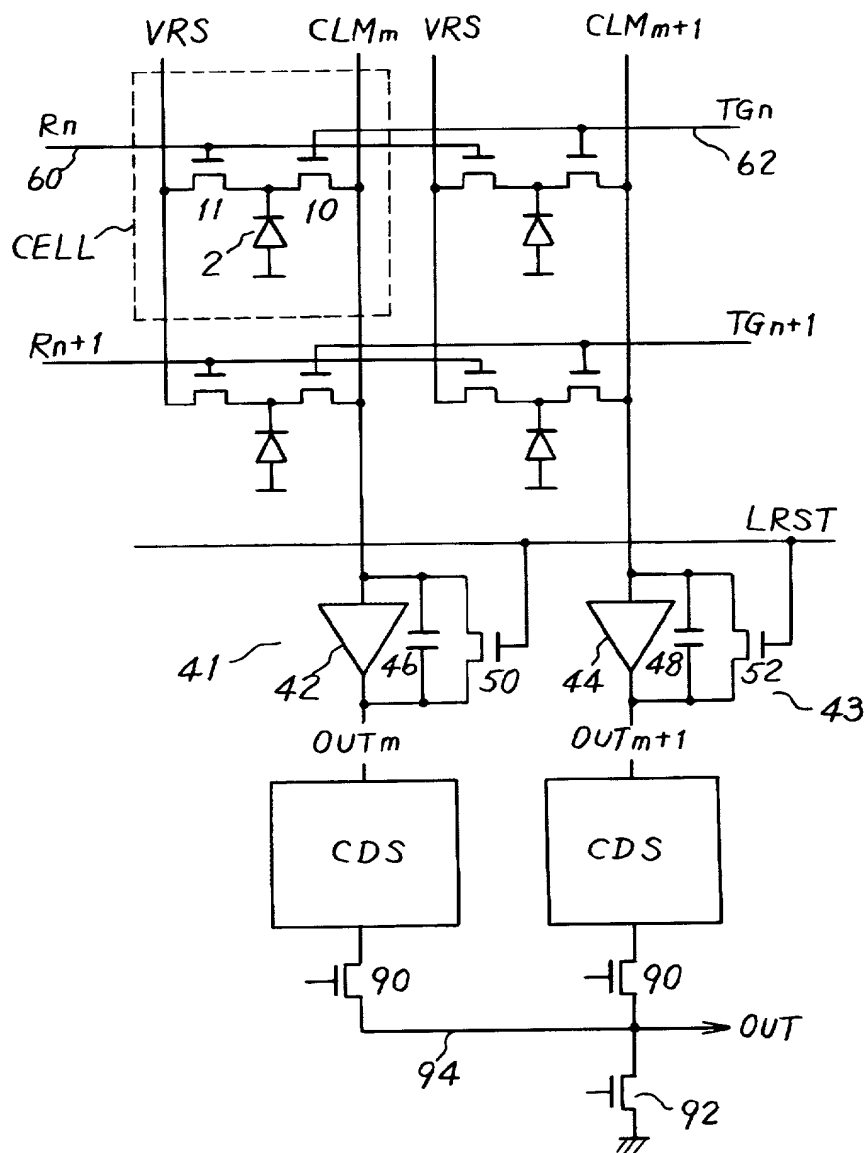 VRS CLMm VRS CLMm+1
Rn TGn
60 62
11 10
CELL 2
Rn+1 TGn+1
LRST
41 42 46 50 44 48 52 43
OUTm OUTm+1
CDS CDS
90 90
OUT
94
92